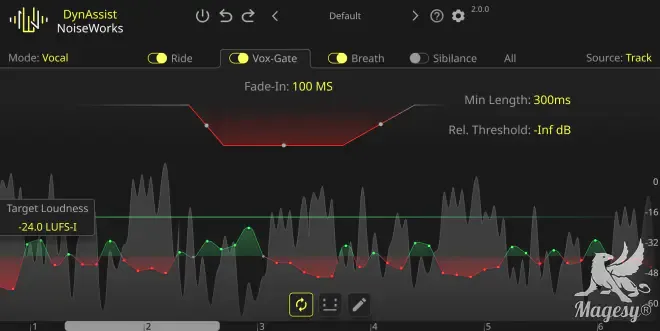 DynAssist
NoiseWorks
Default
2.0.0
Mode: Vocal
Ride
Vox-Gate
Breath
Sibilance
All
Source: Track
Fade-In: 100 MS
Min Length: 300ms
Rel. Threshold: -Inf dB
Target Loudness
-24.0 LUFS-I
0
-16
-32
-48
-60
Magesy®
1
2
3
4
5
6